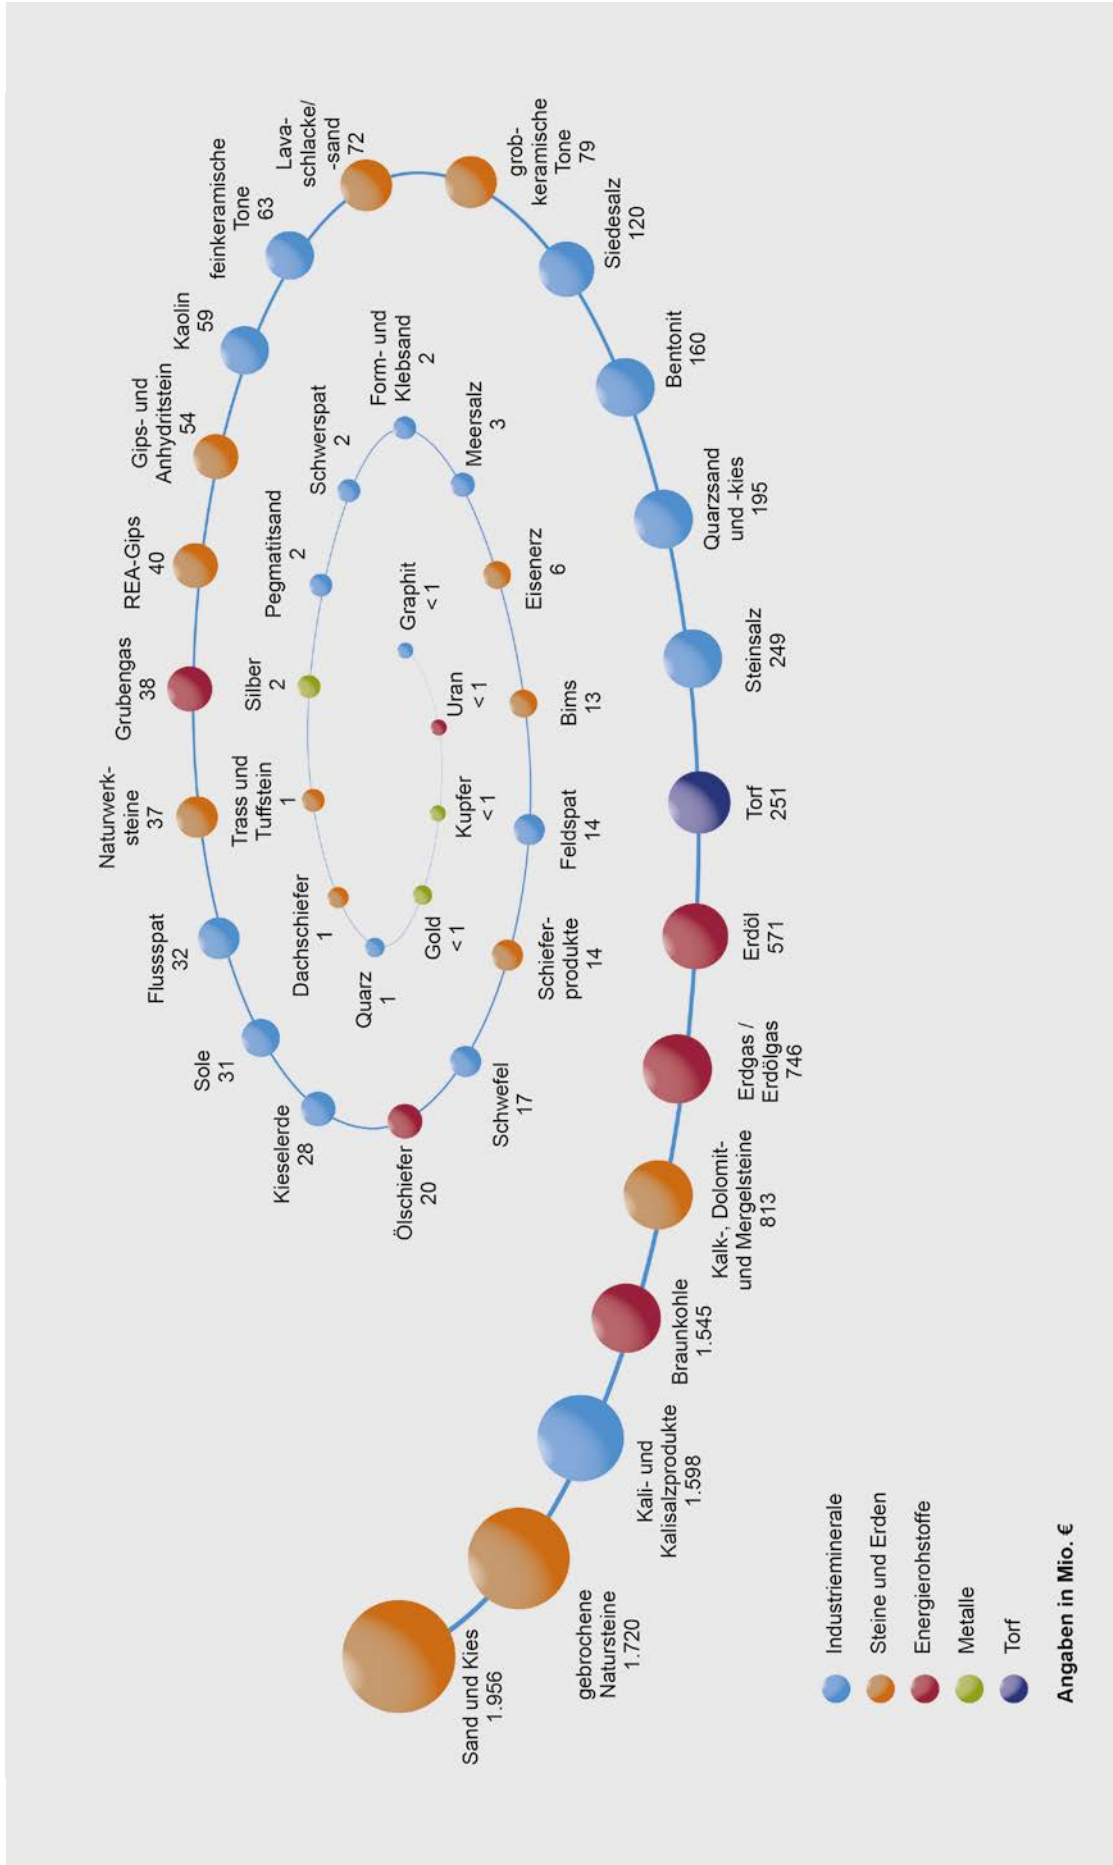 Sand und Kies
1.956
gebrochene
Natursteine
1.720
Kali- und
Kalisalzprodukte
1.598
Braunkohle
1.545
Kalk-, Dolomit-
und Mergelsteine
813
Erdgas /
Erdölgas
746
Erdöl
571
Torf
251
Steinsalz
249
Quarzsand
und -kies
195
Bentonit
160
Siedesalz
120
grob-
keramische
Tone
79
Lava-
schlacke/
-sand
72
feinkeramische
Tone
63
Kaolin
59
Gips- und
Anhydritstein
54
REA-Gips
40
Grubengas
38
Naturwerk-
steine
37
Flussspat
32
Sole
31
Kieselerde
28
Ölschiefer
20
Schwefel
17
Schiefer-
produkte
14
Feldspat
14
Bims
13
Eisenerz
6
Meersalz
3
Form- und
Klebsand
2
Schwerspat
2
Pegmatitsand
2
Silber
2
Trass und
Tuffstein
1
Dachschiefer
1
Quarz
1
Gold
< 1
Kupfer
< 1
Uran
< 1
Graphit
< 1
Industrieminerale
Steine und Erden
Energierohstoffe
Metalle
Torf
Angaben in Mio. €